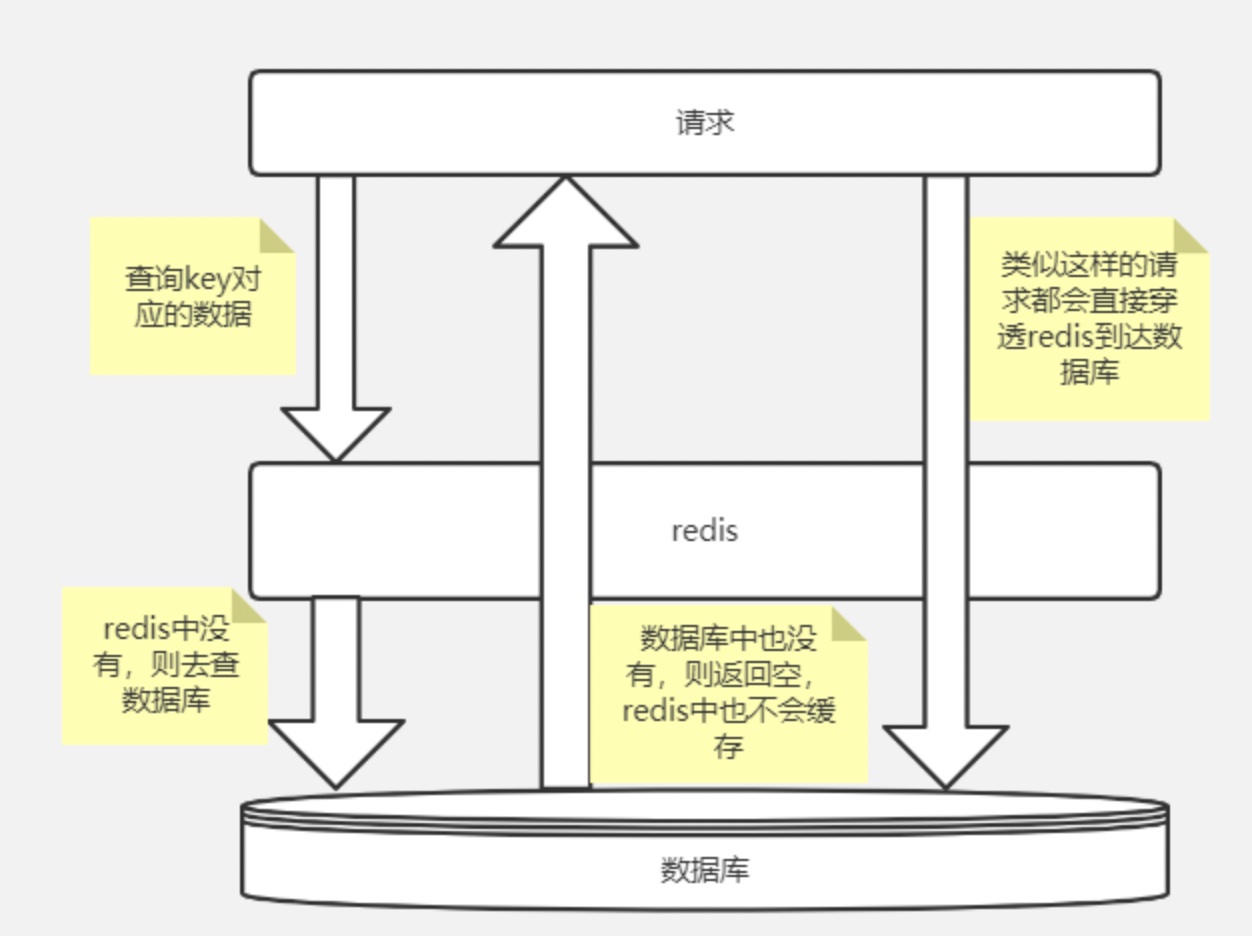 请求
查询key对
应的数据
类似这样的请
求都会直接穿
透redis到达数
据库
redis
redis中没
有，则去查
数据库
数据库中也没
有，则返回空，
redis中也不会缓
存
数据库